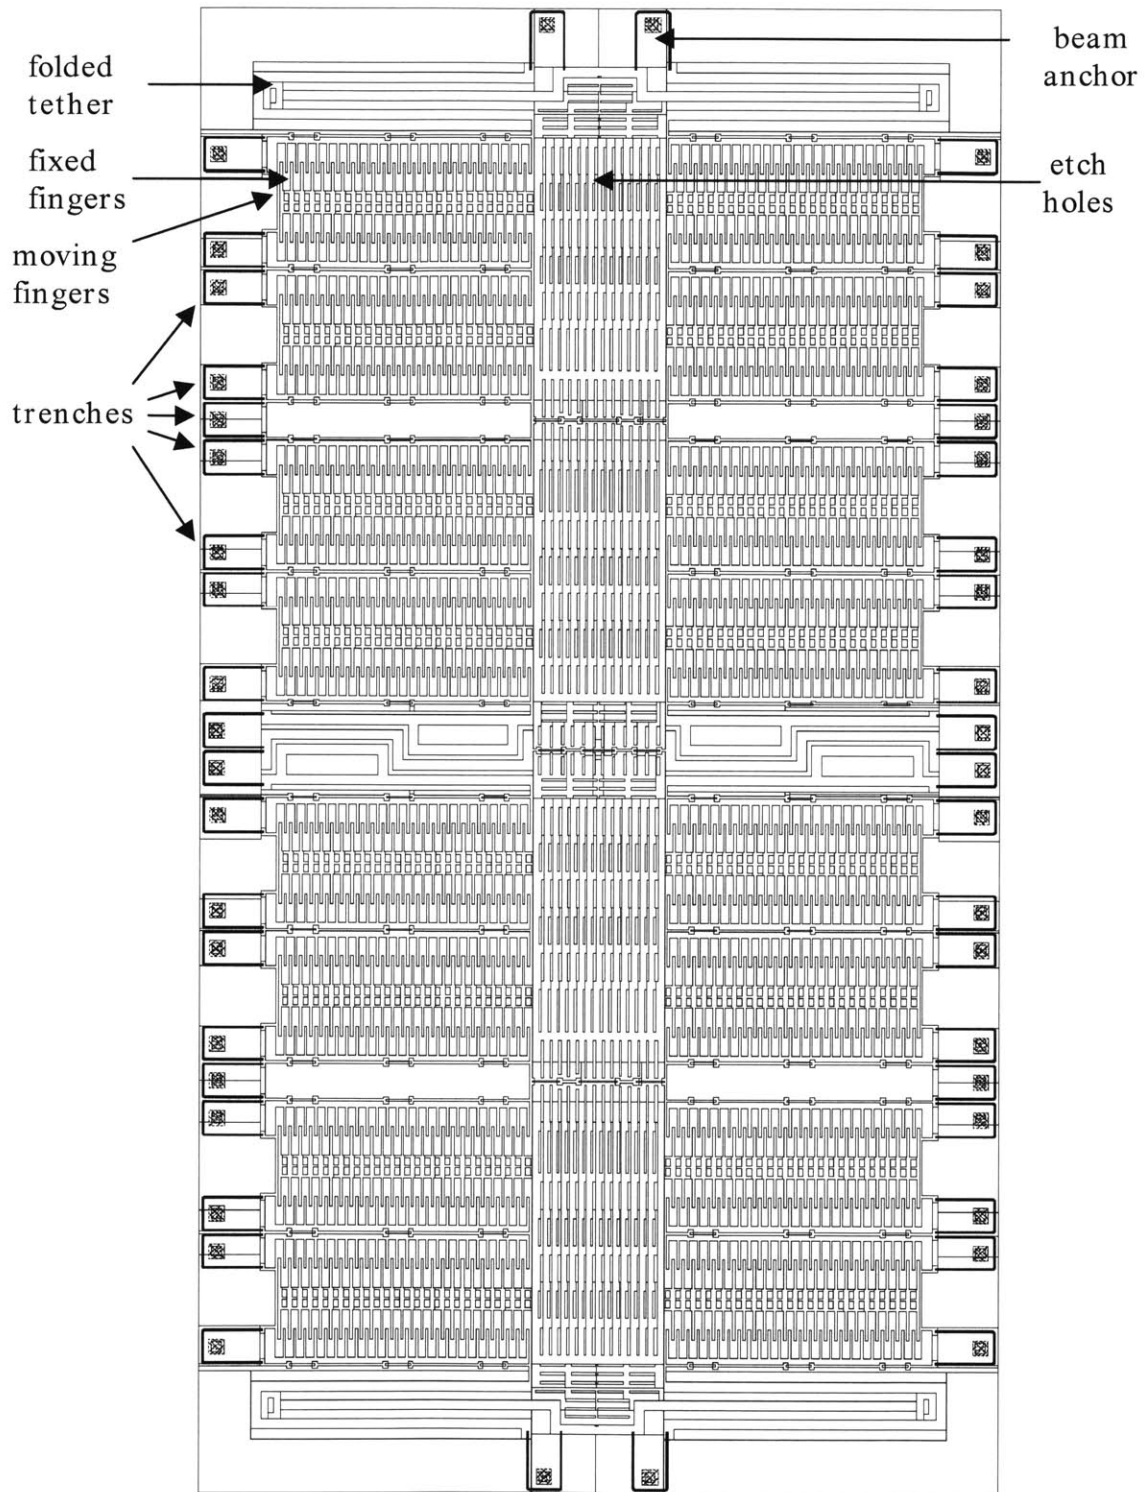 folded
tether
beam
anchor
fixed
fingers
etch
holes
moving
fingers
trenches